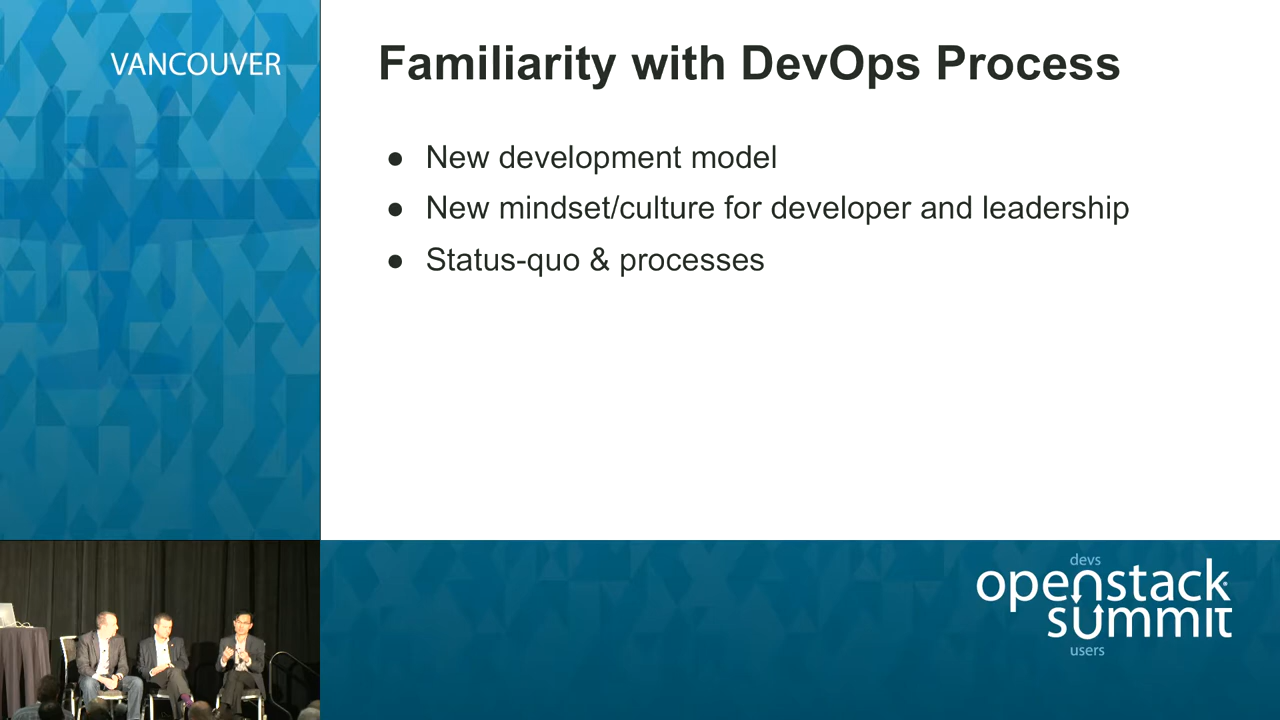 VANCOUVER
Familiarity with DevOps Process
● New development model
● New mindset/culture for developer and leadership
● Status-quo & processes
devs
openstack
summit
users